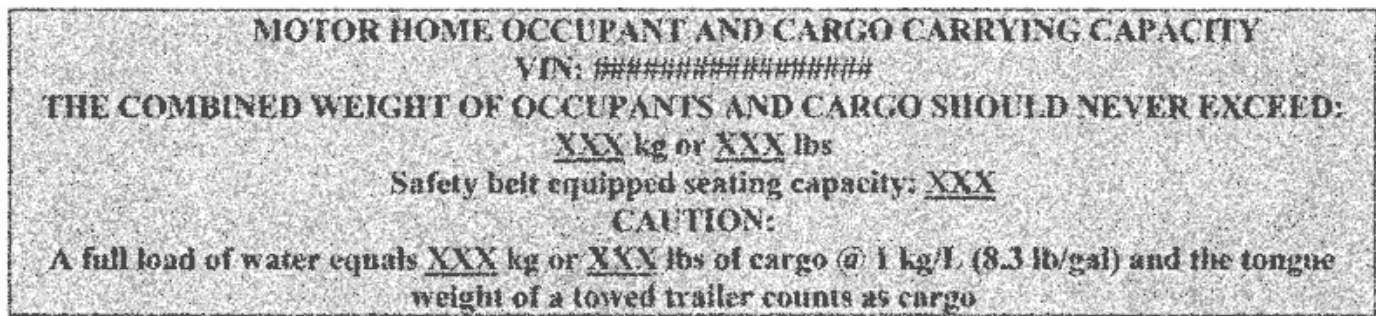 MOTOR HOME OCCUPANT AND CARGO CARRYING CAPACITY
VIN: #################
THE COMBINED WEIGHT OF OCCUPANTS AND CARGO SHOULD NEVER EXCEED:
XXX kg or XXX lbs
Safety belt equipped seating capacity: XXX
CAUTION:
A full load of water equals XXX kg or XXX lbs of cargo @ 1 kg/L (8.3 lb/gal) and the tongue
weight of a towed trailer counts as cargo